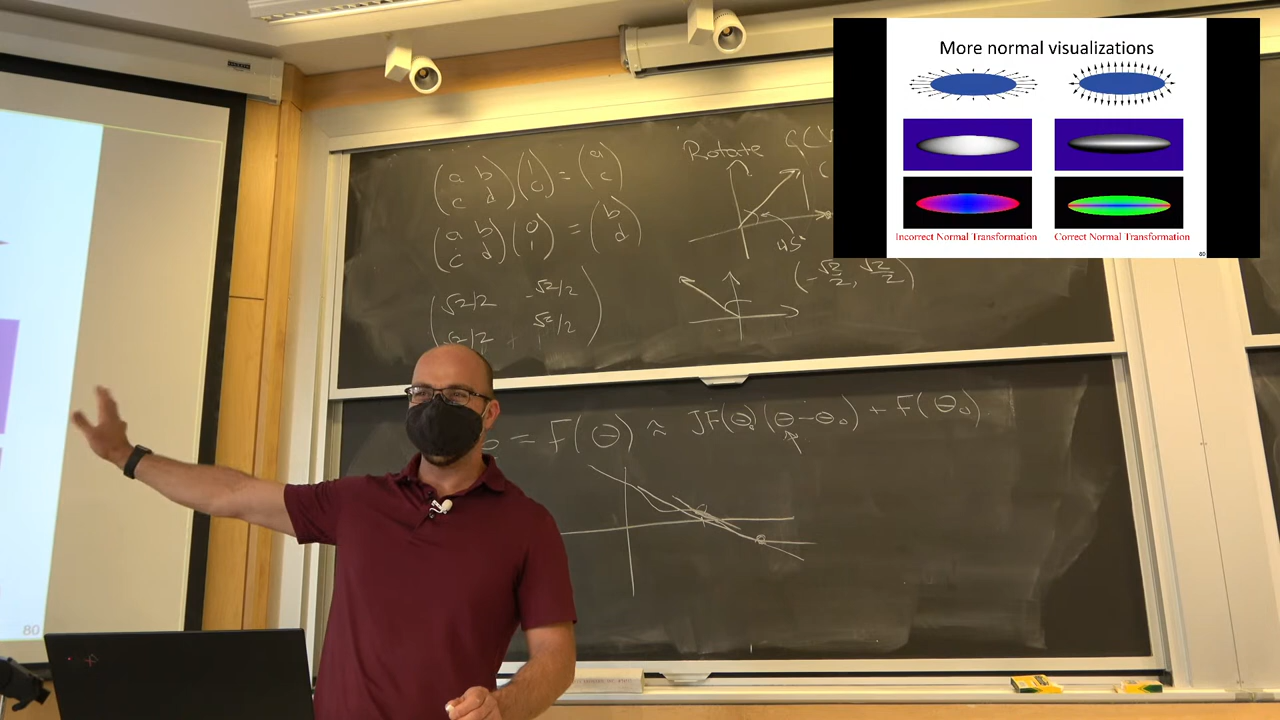 More normal visualizations
Incorrect Normal Transformation
Correct Normal Transformation
80
(a b
c d)(1
0) = (a
c)
(a b
c d)(0
1) = (b
d)
(√2/2 -√2/2
√2/2 + √2/2)
Rotate
45°
(-√2/2, √2/2)
= F(Θ) ≈ JF(Θ₀)(Θ-Θ₀) + F(Θ₀)
80